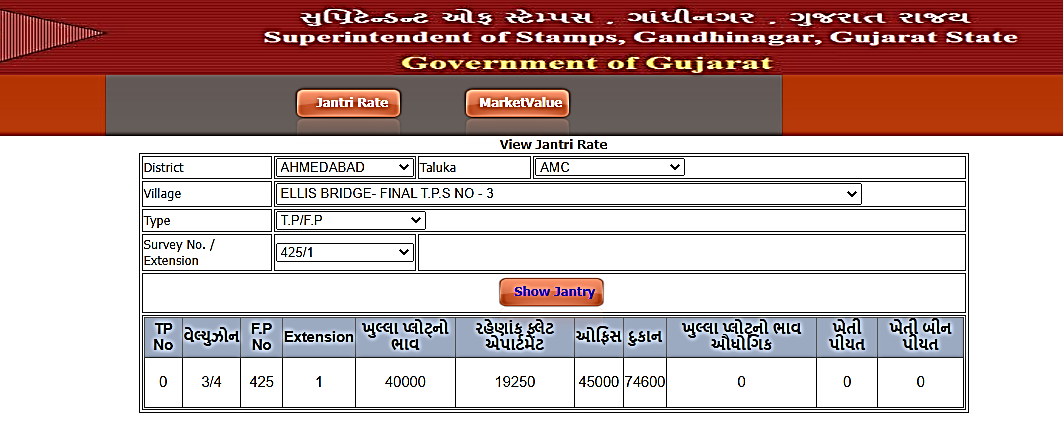 સુપ્રિટેન્ડેન્ટ ઓફ સ્ટેમ્પસ , ગાંધીનગર , ગુજરાત રાજ્ય
Superintendent of Stamps, Gandhinagar, Gujarat State
Government of Gujarat
Jantri Rate MarketValue
View Jantri Rate
District AHMEDABAD Taluka AMC
Village ELLIS BRIDGE- FINAL T.P.S NO - 3
Type T.P/F.P
Survey No. /
Extension 425/1
Show Jantry
TP No વેલ્યુઝોન F.P No Extension ખુલ્લા પ્લોટ્નો ભાવ રહેણાંક ફ્લેટ એપાર્ટમેંટ ઓફિસ દુકાન ખુલ્લા પ્લોટનો ભાવ ઔધોગિક ખેતી પીયત ખેતી બીન પીયત
0 3/4 425 1 40000 19250 45000 74600 0 0 0